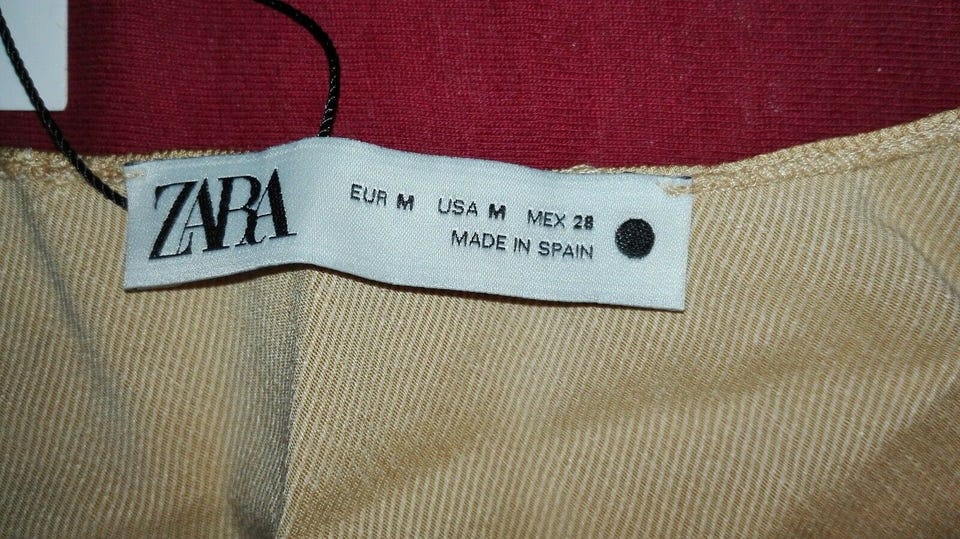 ZARA
EUR M USA M MEX 28
MADE IN SPAIN